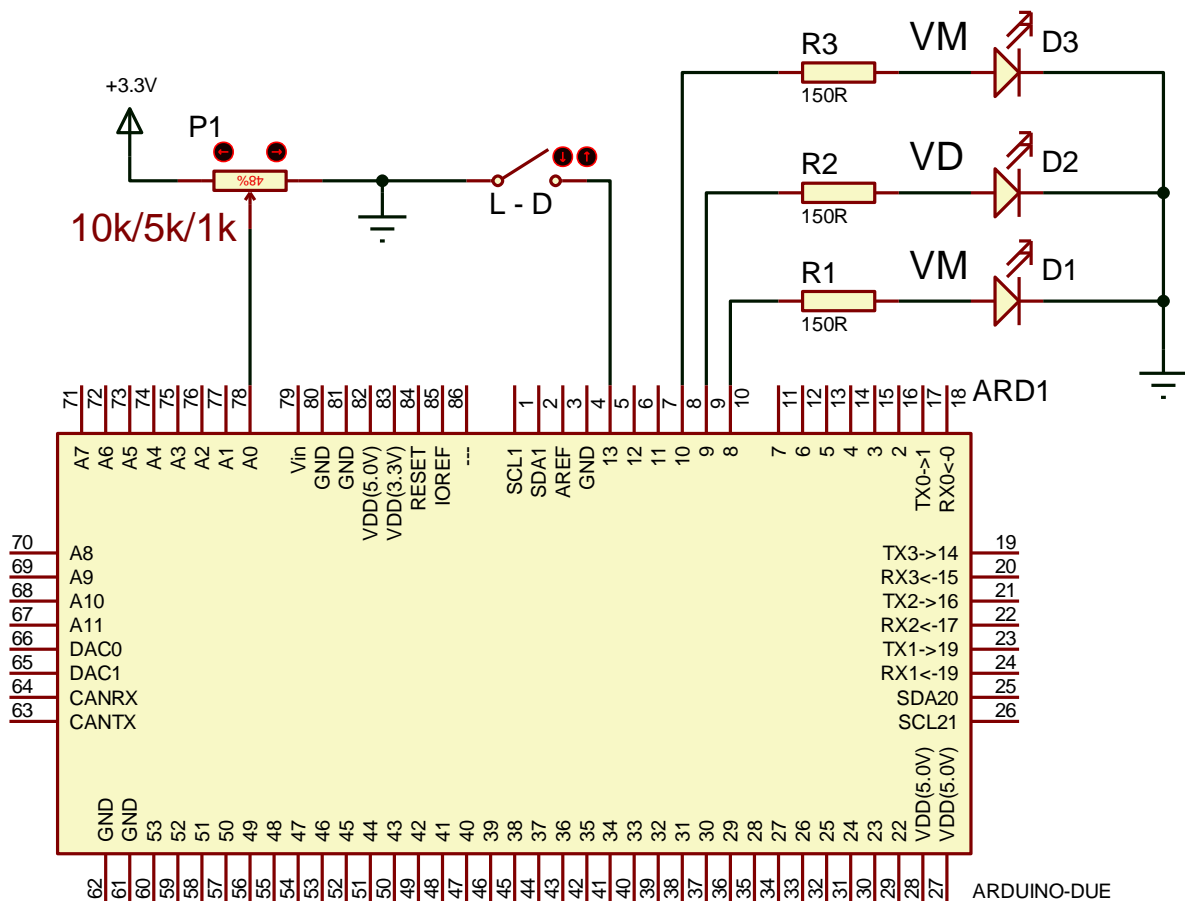 R3 VM D3
150R
+3.3V
P1
48%
10k/5k/1k
L - D
R2 VD D2
150R
R1 VM D1
150R
71 72 73 74 75 76 77 78 79 80 81 82 83 84 85 86 1 2 3 4 5 6 7 8 9 10 11 12 13 14 15 16 17 18
ARD1
A7 A6 A5 A4 A3 A2 A1 A0 Vin GND GND VDD(5.0V) VDD(3.3V) RESET IOREF --- SCL1 SDA1 AREF GND 13 12 11 10 9 8 7 6 5 4 3 2 TX0->1 RX0<-0
70 A8 TX3->14 19
69 A9 RX3<-15 20
68 A10 TX2->16 21
67 A11 RX2<-17 22
66 DAC0 TX1->19 23
65 DAC1 RX1<-19 24
64 CANRX SDA20 25
63 CANTX SCL21 26
GND GND 53 52 51 50 49 48 47 46 45 44 43 42 41 40 39 38 37 36 35 34 33 32 31 30 29 28 27 26 25 24 23 22 VDD(5.0V) VDD(5.0V)
62 61 60 59 58 57 56 55 54 53 52 51 50 49 48 47 46 45 44 43 42 41 40 39 38 37 36 35 34 33 32 31 30 29 28 27
ARDUINO-DUE